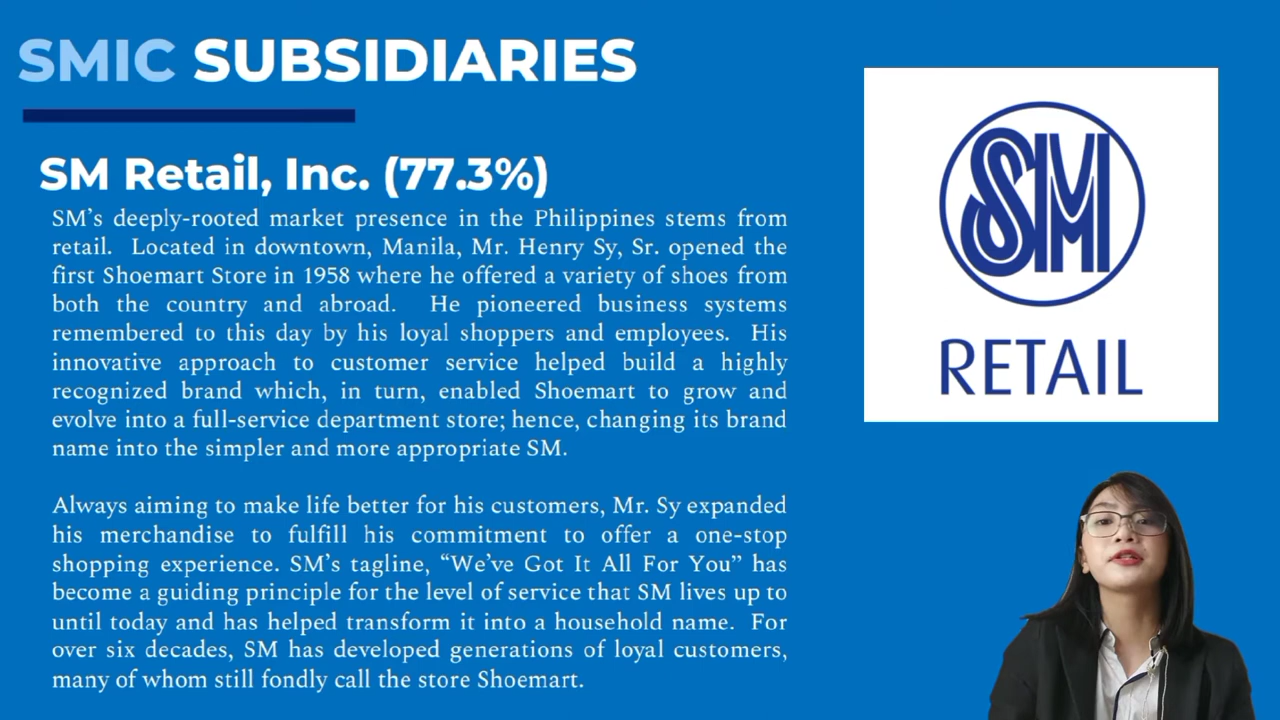 SMIC SUBSIDIARIES
SM Retail, Inc. (77.3%)
SM's deeply-rooted market presence in the Philippines stems from
retail. Located in downtown, Manila, Mr. Henry Sy, Sr. opened the
first Shoemart Store in 1958 where he offered a variety of shoes from
both the country and abroad. He pioneered business systems
remembered to this day by his loyal shoppers and employees. His
innovative approach to customer service helped build a highly
recognized brand which, in turn, enabled Shoemart to grow and
evolve into a full-service department store; hence, changing its brand
name into the simpler and more appropriate SM.
Always aiming to make life better for his customers, Mr. Sy expanded
his merchandise to fulfill his commitment to offer a one-stop
shopping experience. SM's tagline, “We've Got It All For You” has
become a guiding principle for the level of service that SM lives up to
until today and has helped transform it into a household name. For
over six decades, SM has developed generations of loyal customers,
many of whom still fondly call the store Shoemart.
SM
RETAIL